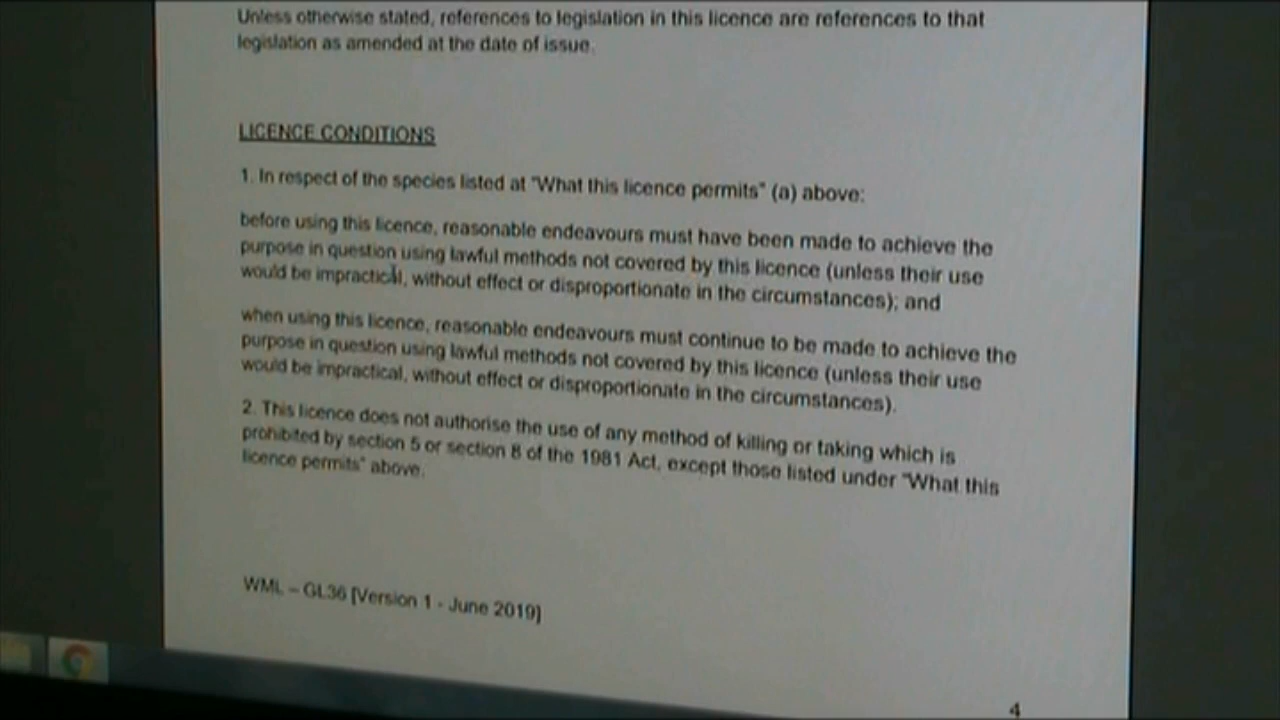 Unless otherwise stated, references to legislation in this licence are references to that
legislation as amended at the date of issue.
LICENCE CONDITIONS
1. In respect of the species listed at "What this licence permits" (a) above:
before using this licence, reasonable endeavours must have been made to achieve the
purpose in question using lawful methods not covered by this licence (unless their use
would be impractical, without effect or disproportionate in the circumstances); and
when using this licence, reasonable endeavours must continue to be made to achieve the
purpose in question using lawful methods not covered by this licence (unless their use
would be impractical, without effect or disproportionate in the circumstances).
2. This licence does not authorise the use of any method of killing or taking which is
prohibited by section 5 or section 8 of the 1981 Act, except those listed under "What this
licence permits" above.
WML – GL36 [Version 1 - June 2019]
4